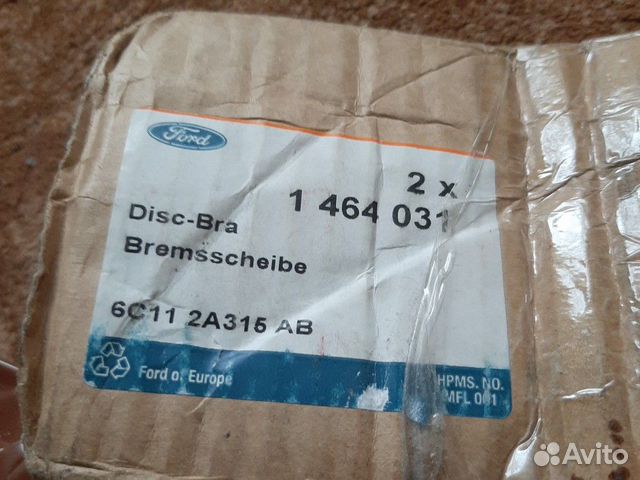 Ford
2 x
1 464 031
Disc-Bra
Bremsscheibe
6C11 2A315 AB
Ford of Europe
HPMS. NO.
MFL 001
Avito